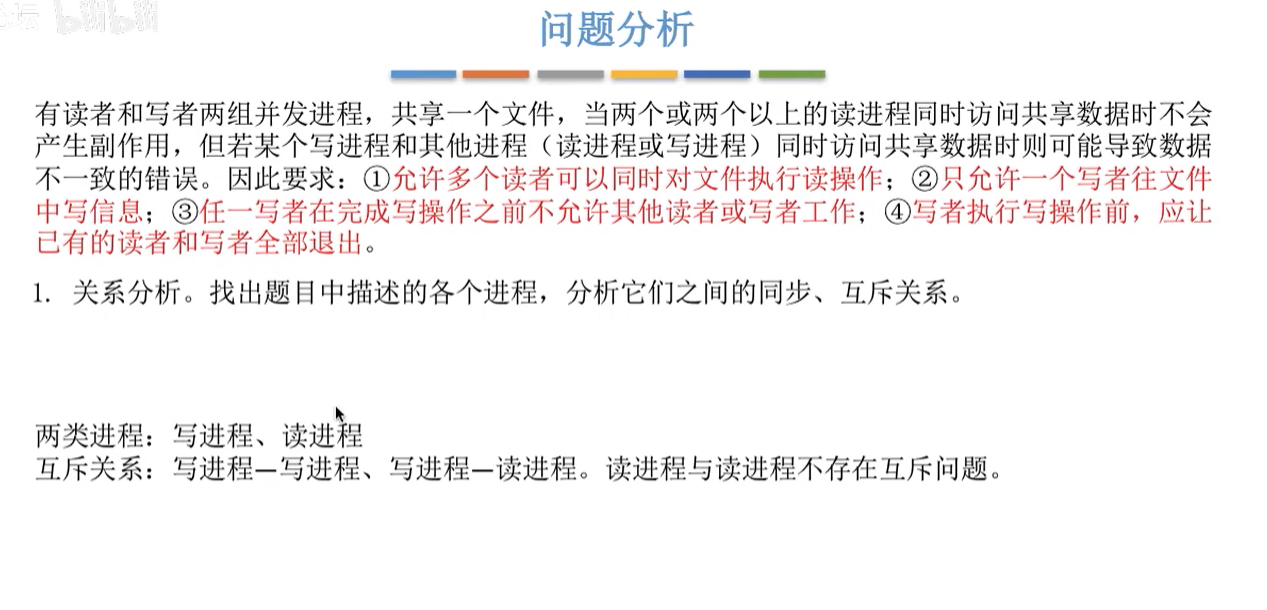 论坛 bilibili
问题分析
有读者和写者两组并发进程，共享一个文件，当两个或两个以上的读进程同时访问共享数据时不会
产生副作用，但若某个写进程和其他进程（读进程或写进程）同时访问共享数据时则可能导致数据
不一致的错误。因此要求：①允许多个读者可以同时对文件执行读操作；②只允许一个写者往文件
中写信息；③任一写者在完成写操作之前不允许其他读者或写者工作；④写者执行写操作前，应让
已有的读者和写者全部退出。
1. 关系分析。找出题目中描述的各个进程，分析它们之间的同步、互斥关系。
两类进程：写进程、读进程
互斥关系：写进程—写进程、写进程—读进程。读进程与读进程不存在互斥问题。